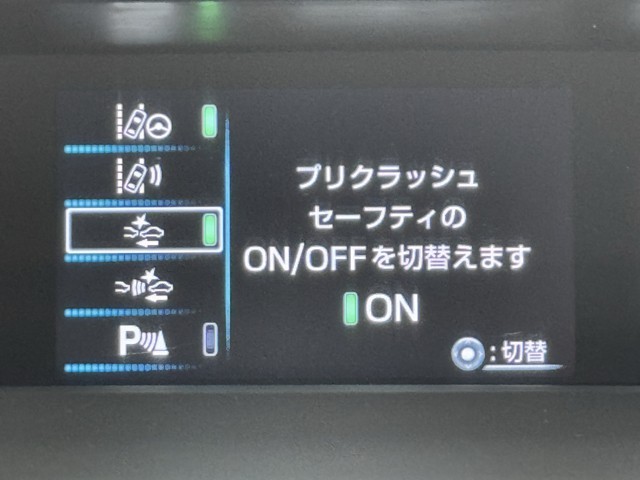 プリクラッシュ
セーフティの
ON/OFFを切替えます
ON
P
:切替